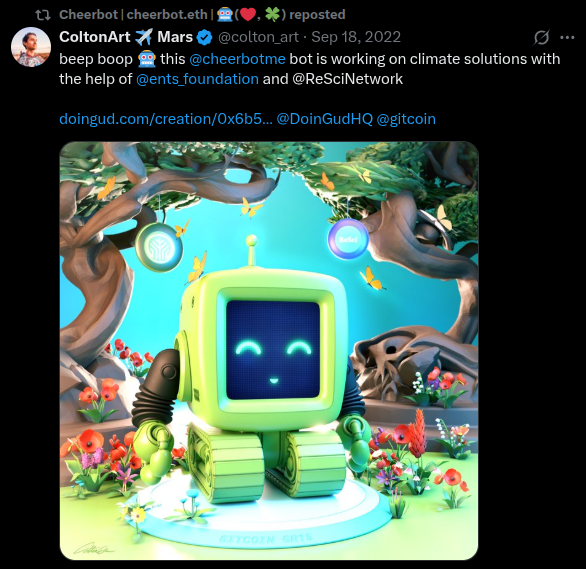 Cheerbot | cheerbot.eth | 🤖(❤️, 🍀) reposted
ColtonArt ✈️ Mars @colton_art · Sep 18, 2022
beep boop 🤖 this @cheerbotme bot is working on climate solutions with
the help of @ents_foundation and @ReSciNetwork
doingud.com/creation/0x6b5... @DoinGudHQ @gitcoin
GITCOIN GR15